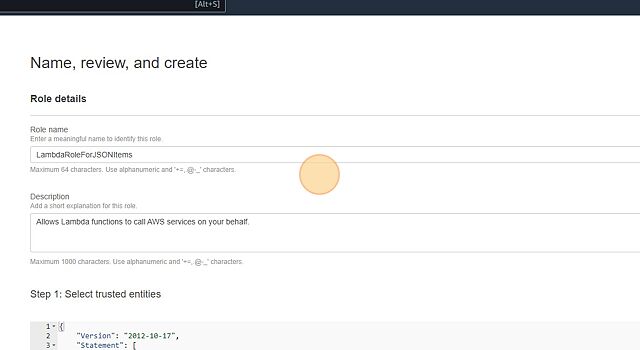 [Alt+S]
Name, review, and create
Role details
Role name
Enter a meaningful name to identify this role.
LambdaRoleForJSONItems
Maximum 64 characters. Use alphanumeric and '+=,.@-_' characters.
Description
Add a short explanation for this role.
Allows Lambda functions to call AWS services on your behalf.
Maximum 1000 characters. Use alphanumeric and '+=,.@-_' characters.
Step 1: Select trusted entities
1 {
2 "Version": "2012-10-17",
3 "Statement": [